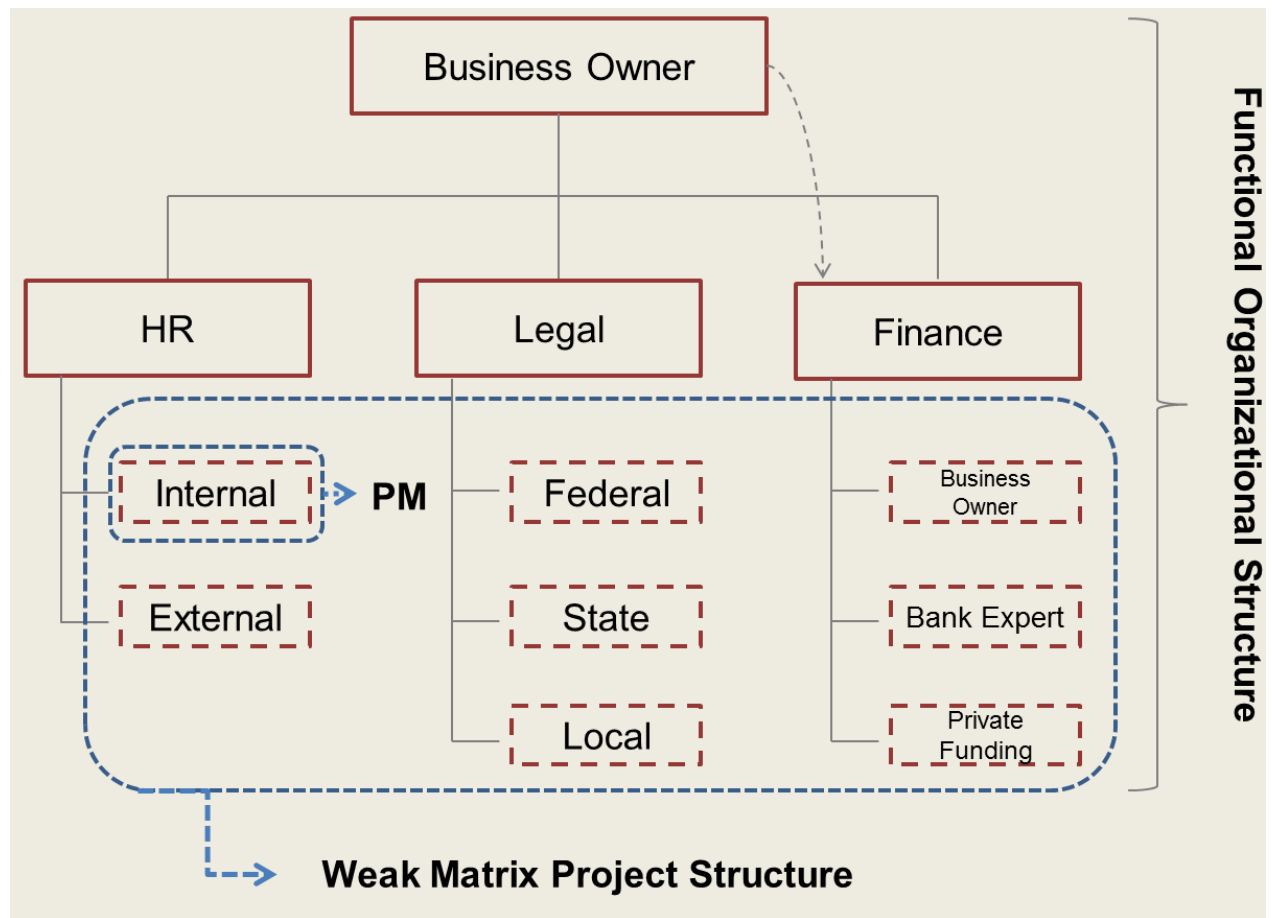 Business Owner
HR
Legal
Finance
Internal
PM
Federal
Business
Owner
External
State
Bank Expert
Local
Private
Funding
Weak Matrix Project Structure
Functional Organizational Structure